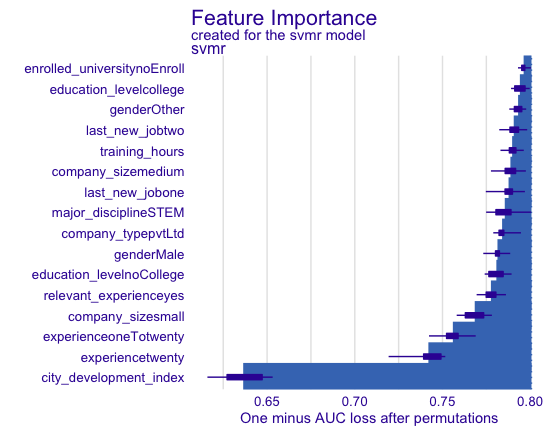 Feature Importance
created for the svmr model
svmr
enrolled_universitynoEnroll
education_levelcollege
genderOther
last_new_jobtwo
training_hours
company_sizemedium
last_new_jobone
major_disciplineSTEM
company_typepvtLtd
genderMale
education_levelnoCollege
relevant_experienceyes
company_sizesmall
experienceoneTotwenty
experiencetwenty
city_development_index
0.65 0.70 0.75 0.80
One minus AUC loss after permutations